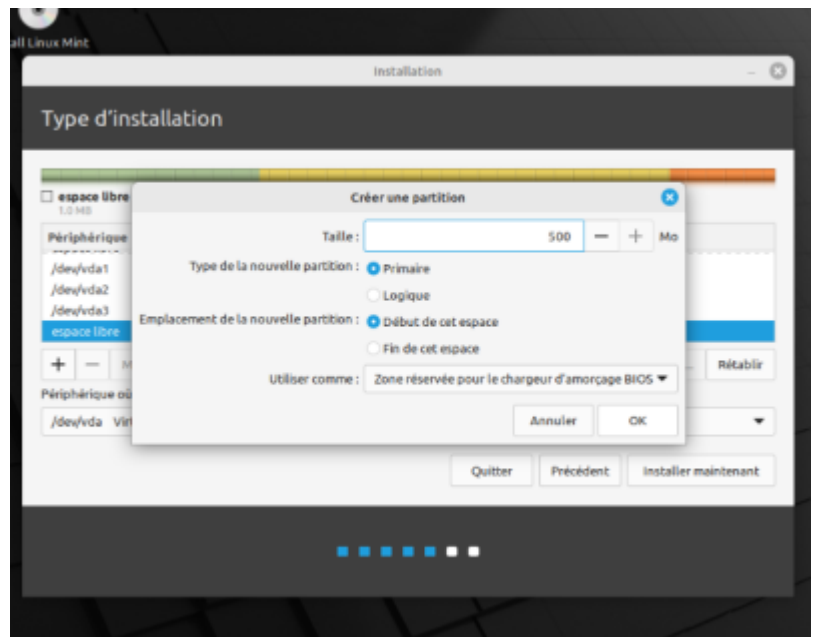 all Linux Mint
Installation
Type d'installation
espace libre
1.0 MB
Créer une partition
Périphérique
Taille : 500 Mo
/dev/vda1
Type de la nouvelle partition : Primaire
/dev/vda2
Logique
/dev/vda3
Emplacement de la nouvelle partition : Début de cet espace
espace libre
Fin de cet espace
+ − M
Utiliser comme : Zone réservée pour le chargeur d'amorçage BIOS
Rétablir
Périphérique où
Annuler OK
/dev/vda Virt
Quitter Précédent Installer maintenant